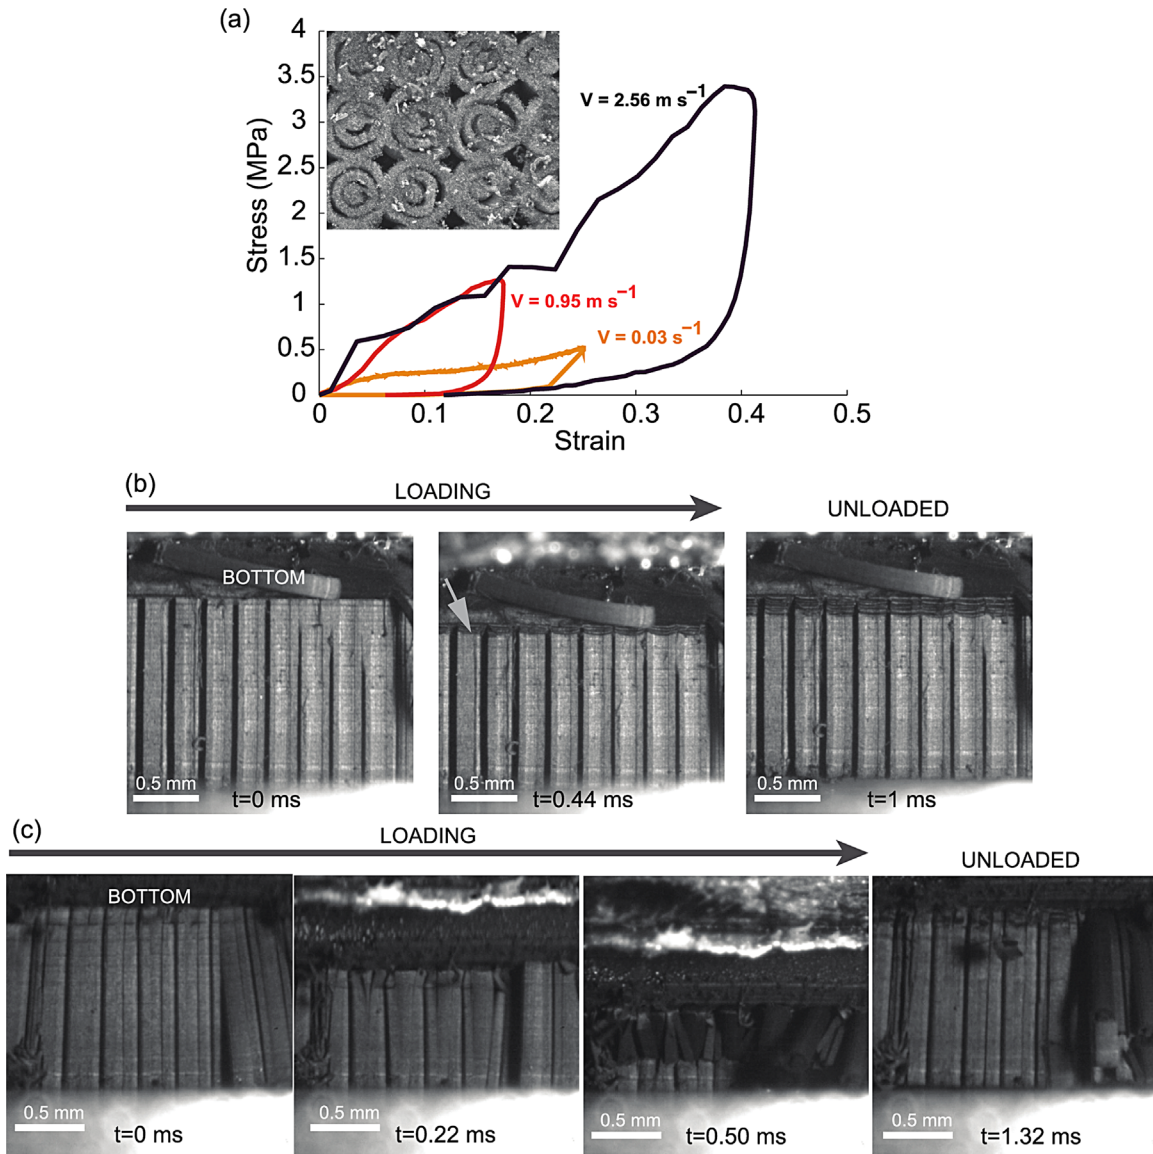 (a)
4
3.5
3
2.5
2
1.5
1
0.5
0
Stress (MPa)
V = 2.56 m s⁻¹
V = 0.95 m s⁻¹
V = 0.03 s⁻¹
0 0.1 0.2 0.3 0.4 0.5
Strain
(b)
LOADING
UNLOADED
BOTTOM
0.5 mm
t=0 ms
0.5 mm
t=0.44 ms
0.5 mm
t=1 ms
(c)
LOADING
UNLOADED
BOTTOM
0.5 mm
t=0 ms
0.5 mm
t=0.22 ms
0.5 mm
t=0.50 ms
0.5 mm
t=1.32 ms